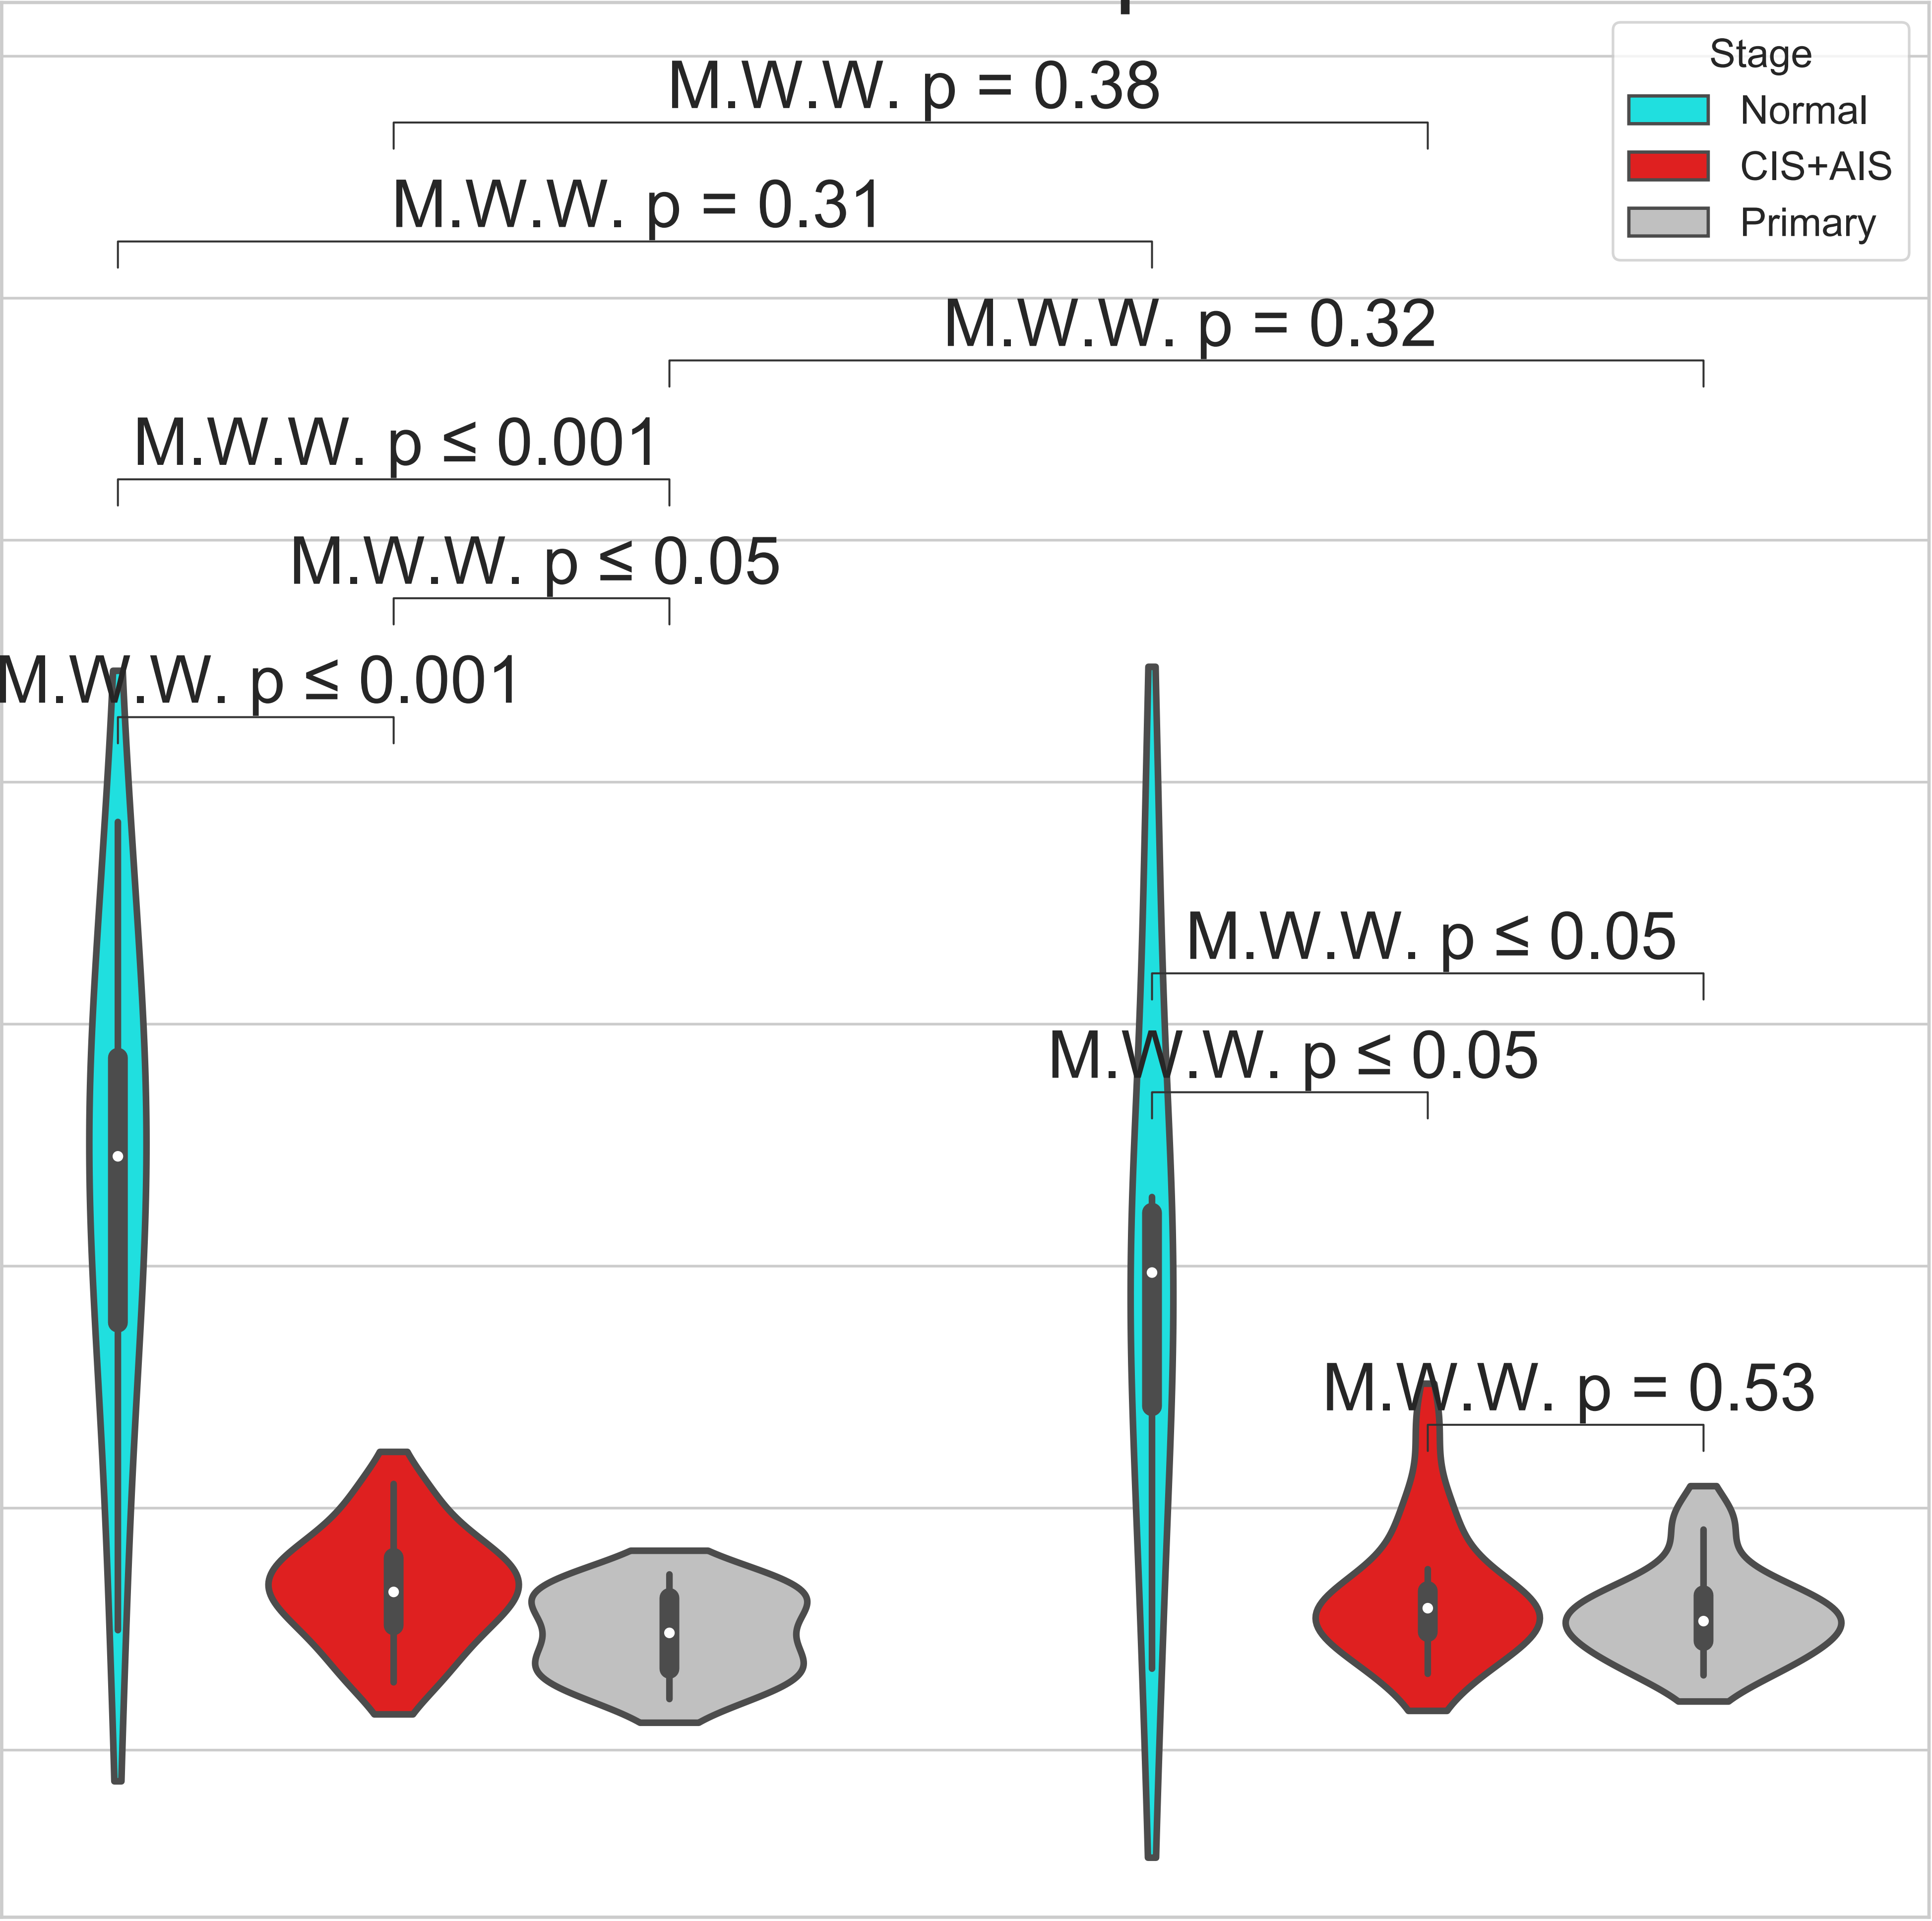 M.W.W. p = 0.38
Stage
Normal
CIS+AIS
Primary
M.W.W. p = 0.31
M.W.W. p = 0.32
M.W.W. p ≤ 0.001
M.W.W. p ≤ 0.05
M.W.W. p ≤ 0.001
M.W.W. p ≤ 0.05
M.W.W. p ≤ 0.05
M.W.W. p = 0.53